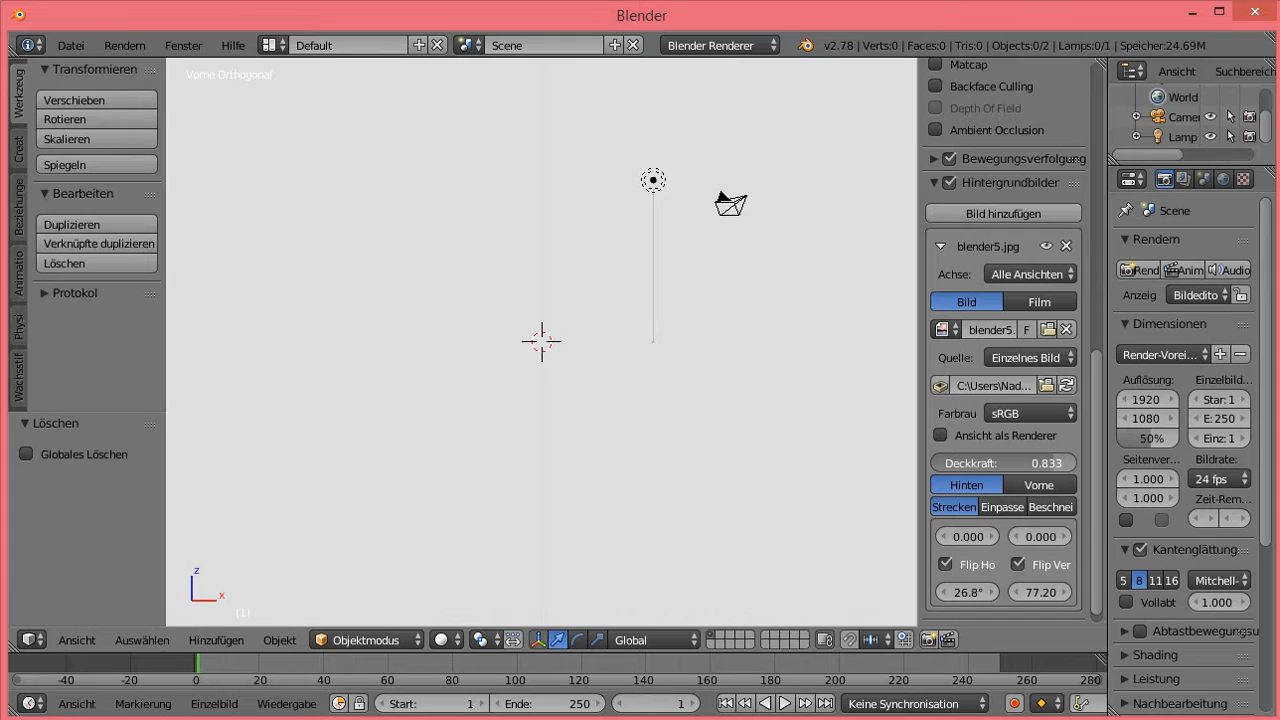 Blender
Datei Rendern Fenster Hilfe Default Scene Blender Renderer v2.78 | Verts:0 | Faces:0 | Tris:0 | Objects:0/2 | Lamps:0/1 | Speicher:24.69M
Werkzeug
Creat
Beziehung
Animatio
Physi
Wachsstif
Transformieren
Verschieben
Rotieren
Skalieren
Spiegeln
Bearbeiten
Duplizieren
Verknüpfte duplizieren
Löschen
Protokol
Löschen
Globales Löschen
Vorne Orthogonal
z
x
(1)
Matcap
Backface Culling
Depth Of Field
Ambient Occlusion
Bewegungsverfolgung
Hintergrundbilder
Bild hinzufügen
blender5.jpg
Achse: Alle Ansichten
Bild Film
blender5. F
Quelle: Einzelnes Bild
C:\Users\Nad...
Farbrau sRGB
Ansicht als Renderer
Deckkraft: 0.833
Hinten Vorne
Strecken Einpasse Beschnei
0.000 0.000
Flip Ho Flip Ver
26.8° 77.20
Ansicht Suchbereich
World
Came
Lamp
Scene
Rendern
Rend Anim Audio
Anzeig Bildedito
Dimensionen
Render-Vorei...
Auflösung: Einzelbild...
1920 Star: 1
1080 E: 250
50% Einz: 1
Seitenver... Bildrate:
1.000 24 fps
1.000 Zeit-Rem...
Kantenglättung
5 8 11 16 Mitchell-
Vollabt 1.000
Abtastbewegungsu
Shading
Leistung
Nachbearbeitung
Ansicht Auswählen Hinzufügen Objekt Objektmodus Global
-40 -20 0 20 40 60 80 100 120 140 160 180 200 220 240 260 280
Ansicht Markierung Einzelbild Wiedergabe Start: 1 Ende: 250 1 Keine Synchronisation